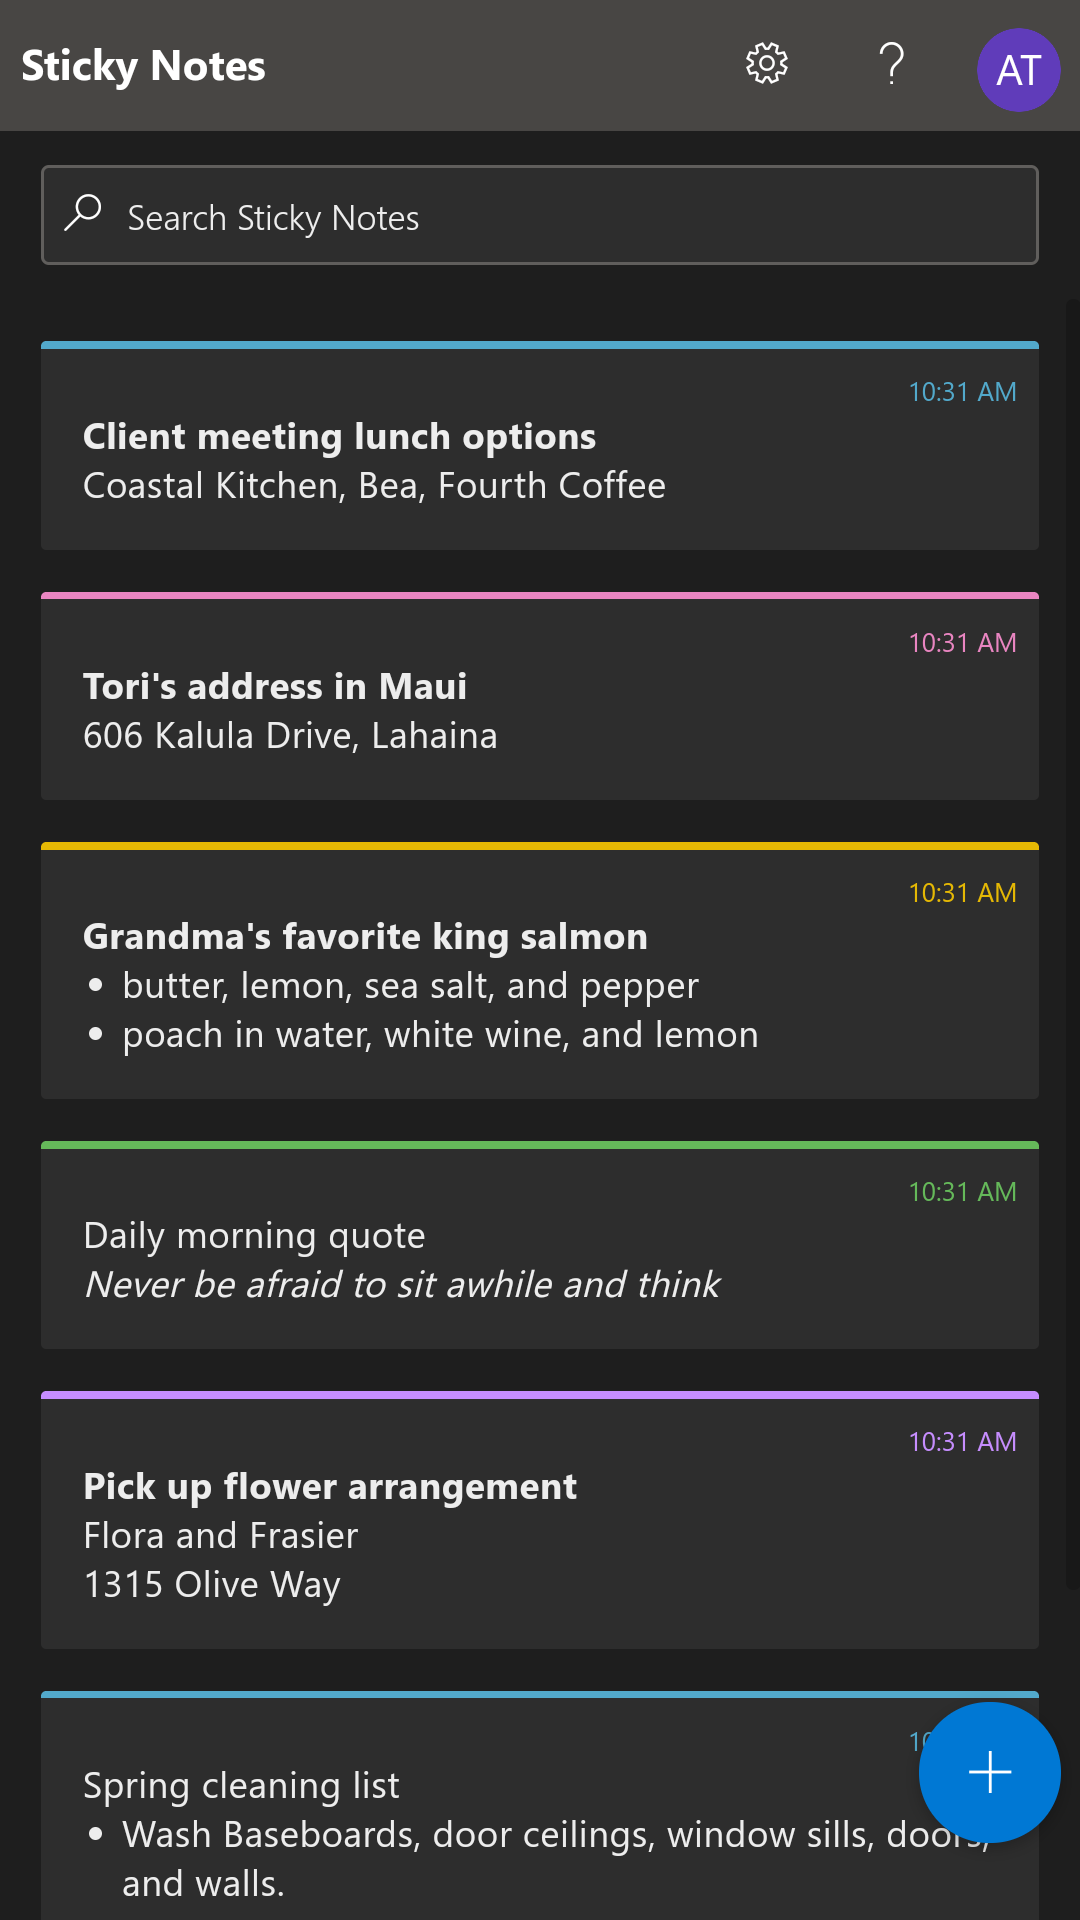 Sticky Notes
AT
Search Sticky Notes
10:31 AM
Client meeting lunch options
Coastal Kitchen, Bea, Fourth Coffee
10:31 AM
Tori's address in Maui
606 Kalula Drive, Lahaina
10:31 AM
Grandma's favorite king salmon
• butter, lemon, sea salt, and pepper
• poach in water, white wine, and lemon
10:31 AM
Daily morning quote
Never be afraid to sit awhile and think
10:31 AM
Pick up flower arrangement
Flora and Frasier
1315 Olive Way
Spring cleaning list
• Wash Baseboards, door ceilings, window sills, doors,
and walls.